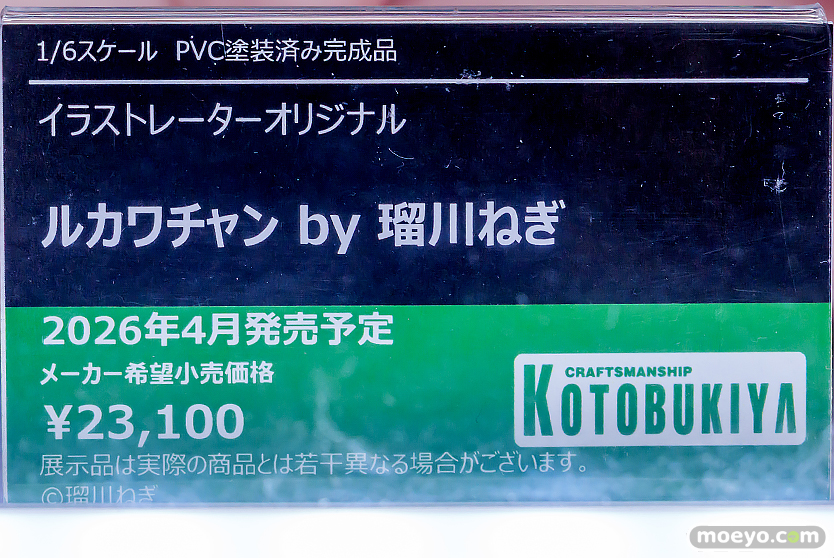 1/6スケール PVC塗装済み完成品
イラストレーターオリジナル
ルカワチャン by 瑠川ねぎ
2026年4月発売予定
メーカー希望小売価格
¥23,100
CRAFTSMANSHIP
KOTOBUKIYA
展示品は実際の商品とは若干異なる場合がございます。
©瑠川ねぎ
moeyo.com